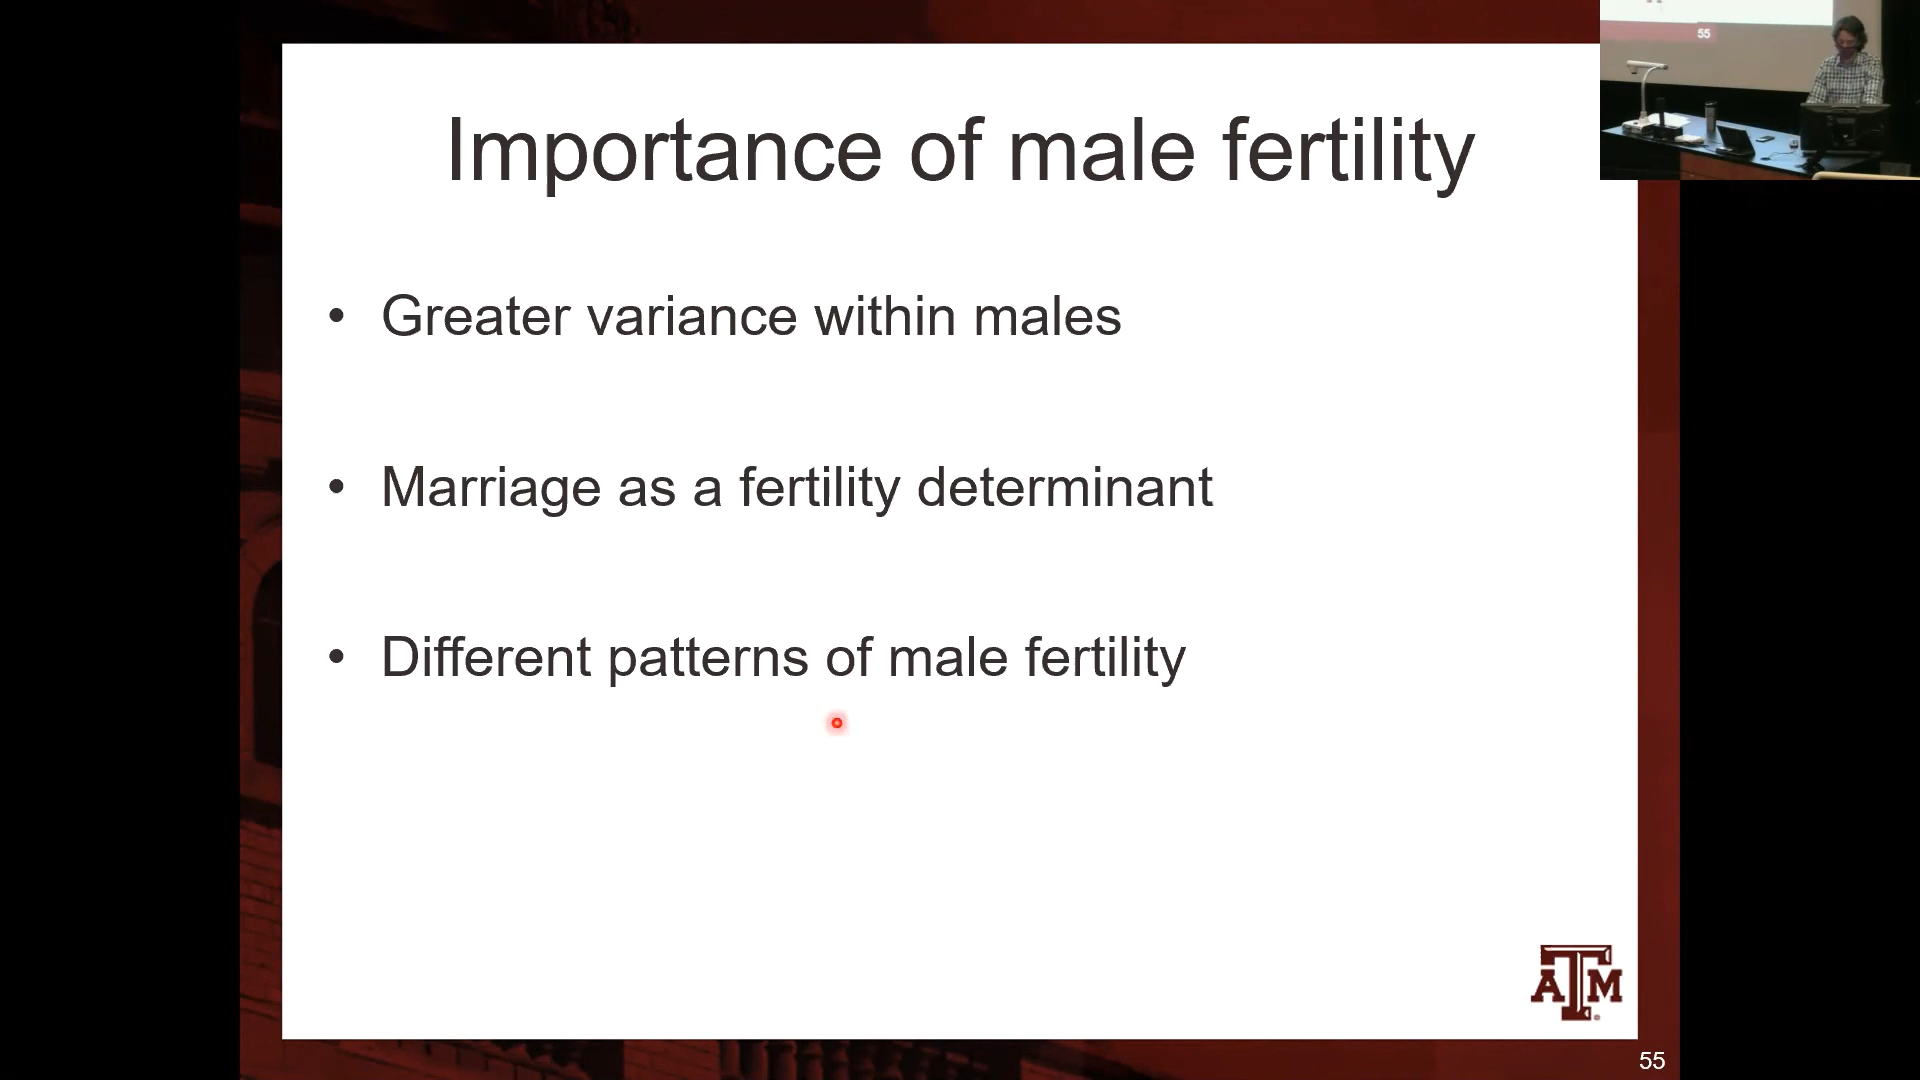 55
Importance of male fertility
• Greater variance within males
• Marriage as a fertility determinant
• Different patterns of male fertility
ATM
55